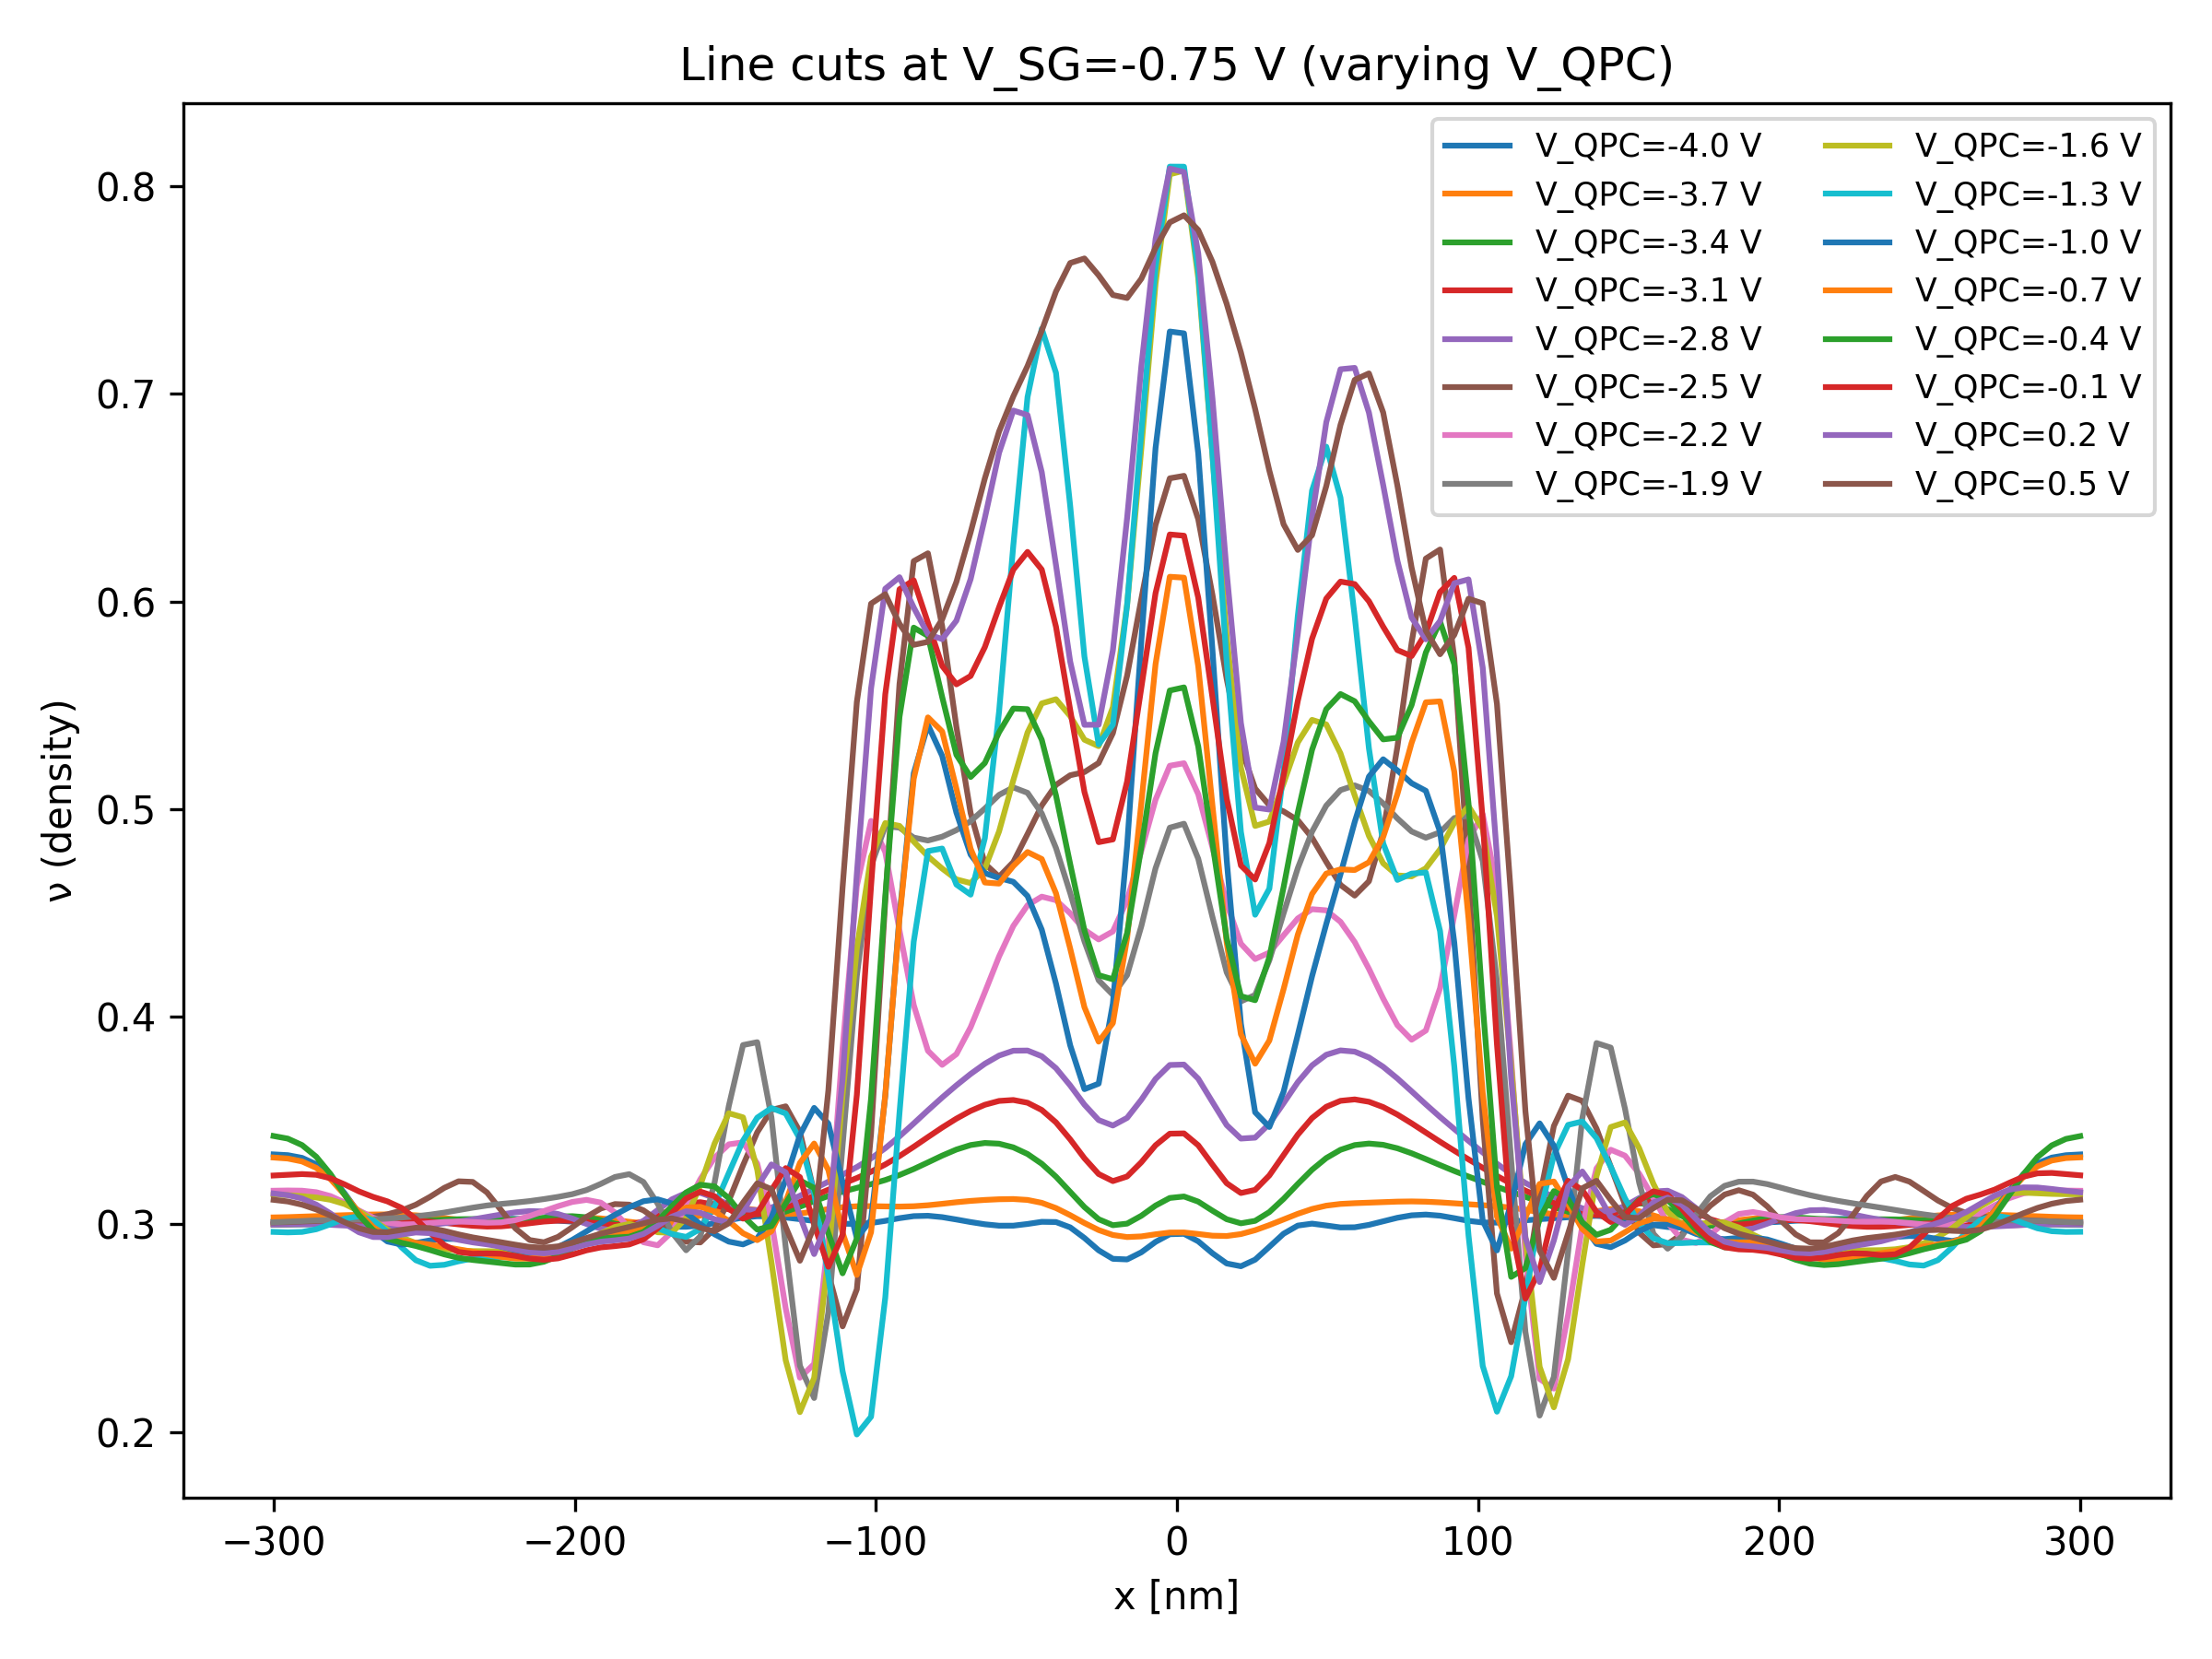 Line cuts at V_SG=-0.75 V (varying V_QPC)
V_QPC=-4.0 V
V_QPC=-3.7 V
V_QPC=-3.4 V
V_QPC=-3.1 V
V_QPC=-2.8 V
V_QPC=-2.5 V
V_QPC=-2.2 V
V_QPC=-1.9 V
V_QPC=-1.6 V
V_QPC=-1.3 V
V_QPC=-1.0 V
V_QPC=-0.7 V
V_QPC=-0.4 V
V_QPC=-0.1 V
V_QPC=0.2 V
V_QPC=0.5 V
ν (density)
0.8
0.7
0.6
0.5
0.4
0.3
0.2
−300
−200
−100
0
100
200
300
x [nm]